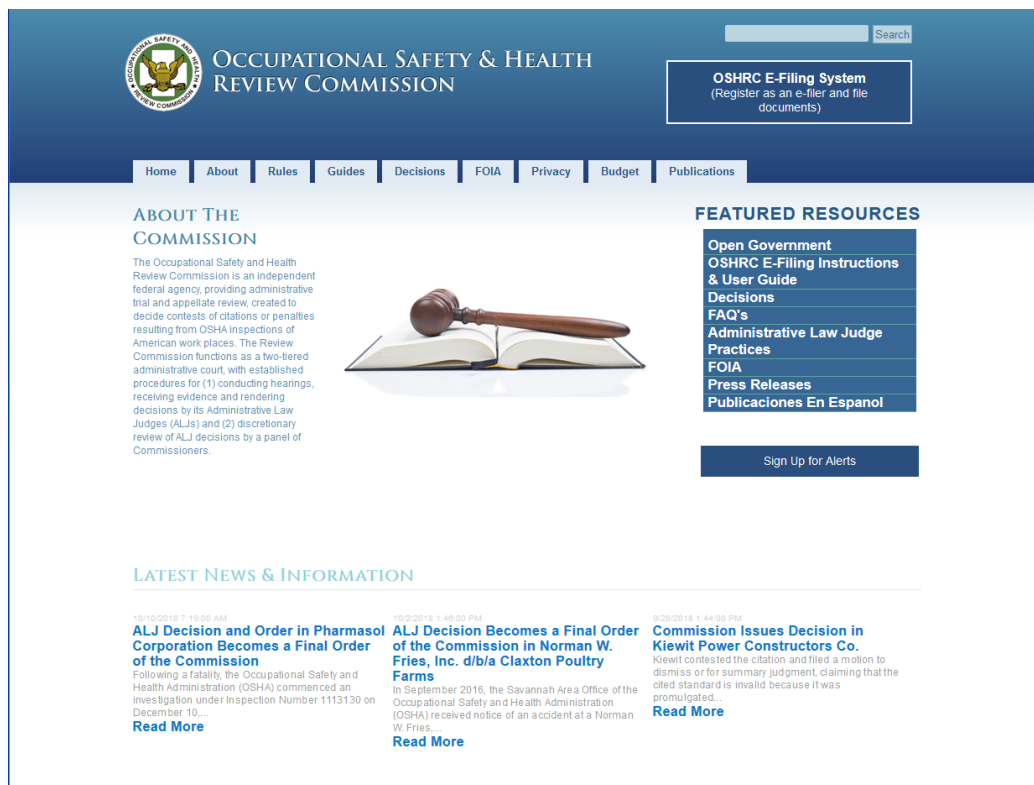 OCCUPATIONAL SAFETY AND HEALTH
REVIEW COMMISSION
Occupational Safety & Health
Review Commission
Search
OSHRC E-Filing System
(Register as an e-filer and file
documents)
Home About Rules Guides Decisions FOIA Privacy Budget Publications
About The
Commission
The Occupational Safety and Health
Review Commission is an independent
federal agency, providing administrative
trial and appellate review, created to
decide contests of citations or penalties
resulting from OSHA inspections of
American work places. The Review
Commission functions as a two-tiered
administrative court, with established
procedures for (1) conducting hearings,
receiving evidence and rendering
decisions by its Administrative Law
Judges (ALJs) and (2) discretionary
review of ALJ decisions by a panel of
Commissioners.
FEATURED RESOURCES
Open Government
OSHRC E-Filing Instructions
& User Guide
Decisions
FAQ's
Administrative Law Judge
Practices
FOIA
Press Releases
Publicaciones En Espanol
Sign Up for Alerts
Latest News & Information
10/10/2018 7:19:00 AM
ALJ Decision and Order in Pharmasol
Corporation Becomes a Final Order
of the Commission
Following a fatality, the Occupational Safety and
Health Administration (OSHA) commenced an
investigation under Inspection Number 1113130 on
December 10,...
Read More
10/2/2018 1:46:00 PM
ALJ Decision Becomes a Final Order
of the Commission in Norman W.
Fries, Inc. d/b/a Claxton Poultry
Farms
In September 2016, the Savannah Area Office of the
Occupational Safety and Health Administration
(OSHA) received notice of an accident at a Norman
W. Fries,...
Read More
9/28/2018 1:44:00 PM
Commission Issues Decision in
Kiewit Power Constructors Co.
Kiewit contested the citation and filed a motion to
dismiss or for summary judgment, claiming that the
cited standard is invalid because it was
promulgated...
Read More